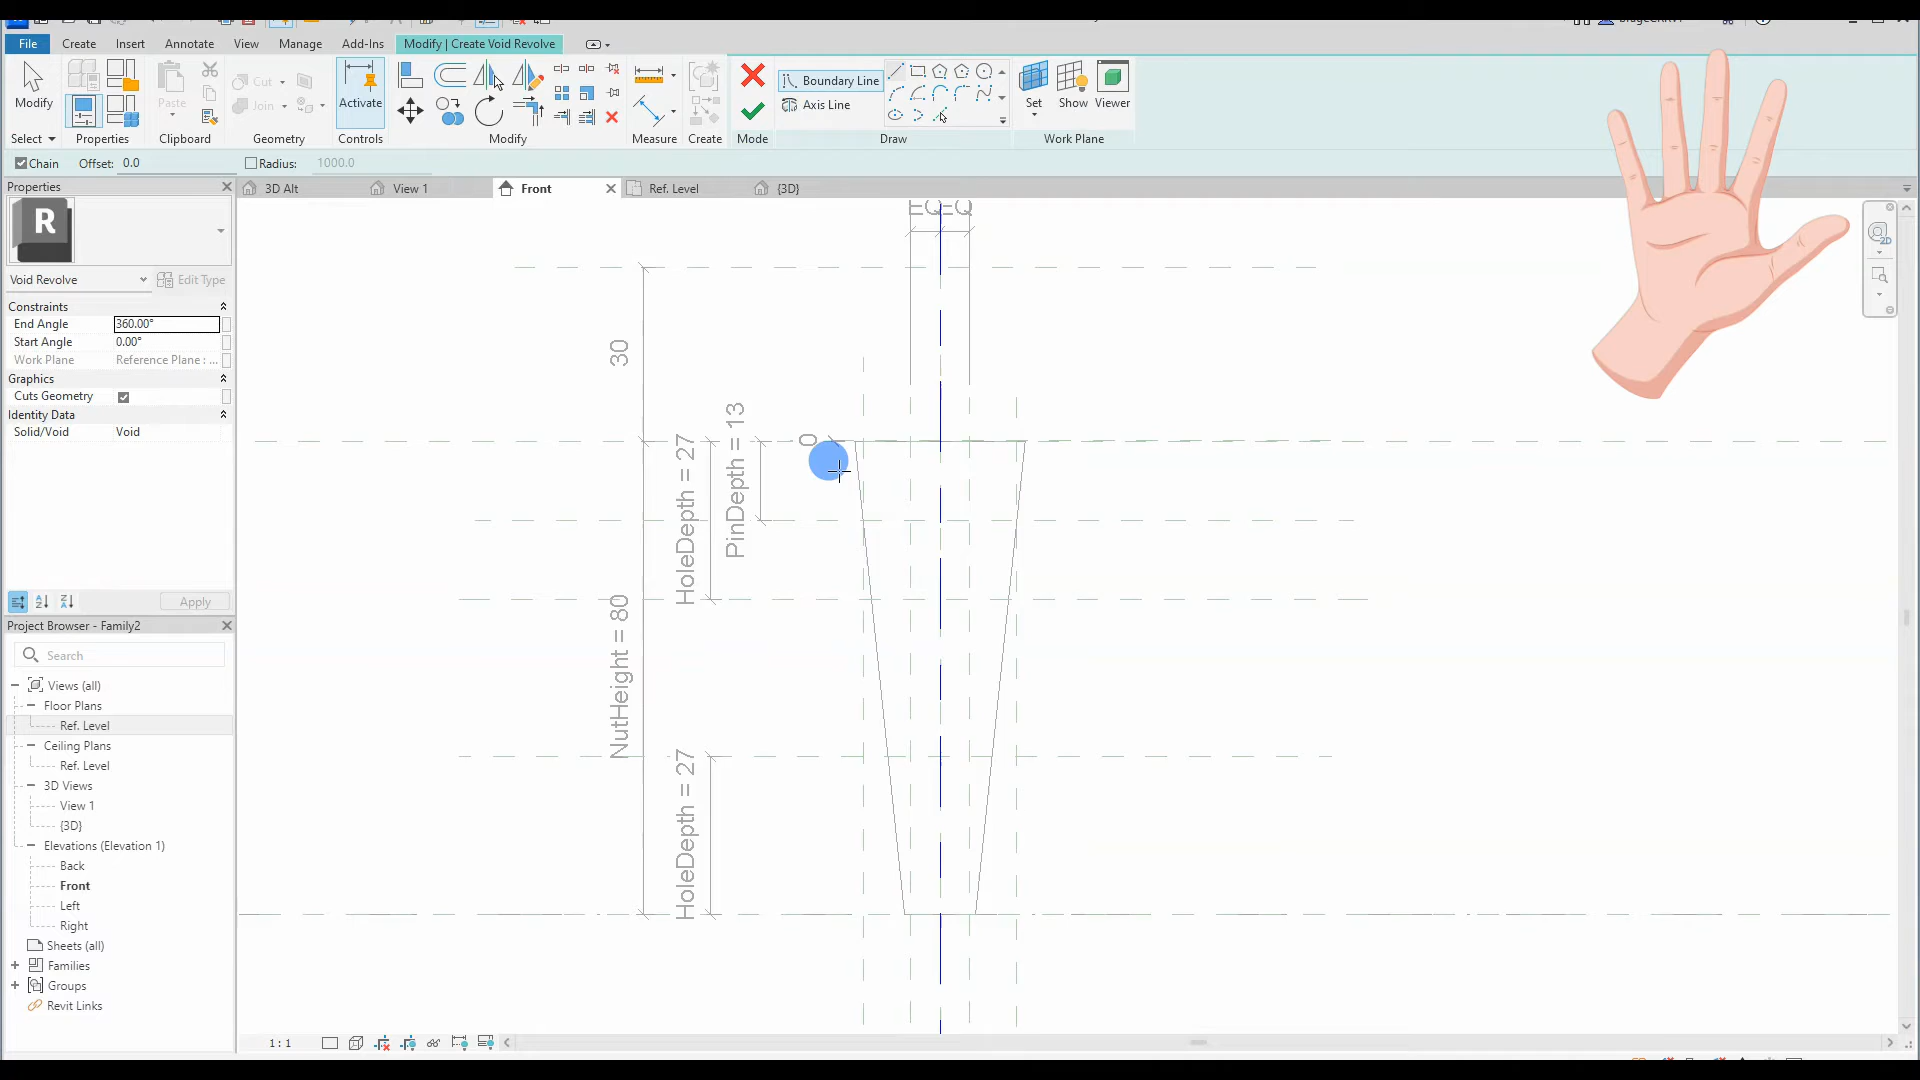 File
Create
Insert
Annotate
View
Manage
Add-Ins
Modify | Create Void Revolve
Modify
Select
Properties
Paste
Clipboard
Cut
Join
Geometry
Activate
Controls
Modify
Measure
Create
Mode
Boundary Line
Axis Line
Draw
Set
Show
Viewer
Work Plane
Chain
Offset:
0.0
Radius:
1000.0
Properties
3D Alt
View 1
Front
Ref. Level
{3D}
R
Void Revolve
Edit Type
Constraints
End Angle
360.00°
Start Angle
0.00°
Work Plane
Reference Plane : ...
Graphics
Cuts Geometry
Identity Data
Solid/Void
Void
Apply
Project Browser - Family2
Search
Views (all)
Floor Plans
Ref. Level
Ceiling Plans
Ref. Level
3D Views
View 1
{3D}
Elevations (Elevation 1)
Back
Front
Left
Right
Sheets (all)
Families
Groups
Revit Links
EQ
EQ
30
0
PinDepth = 13
HoleDepth = 27
NutHeight = 80
HoleDepth = 27
2D
1 : 1